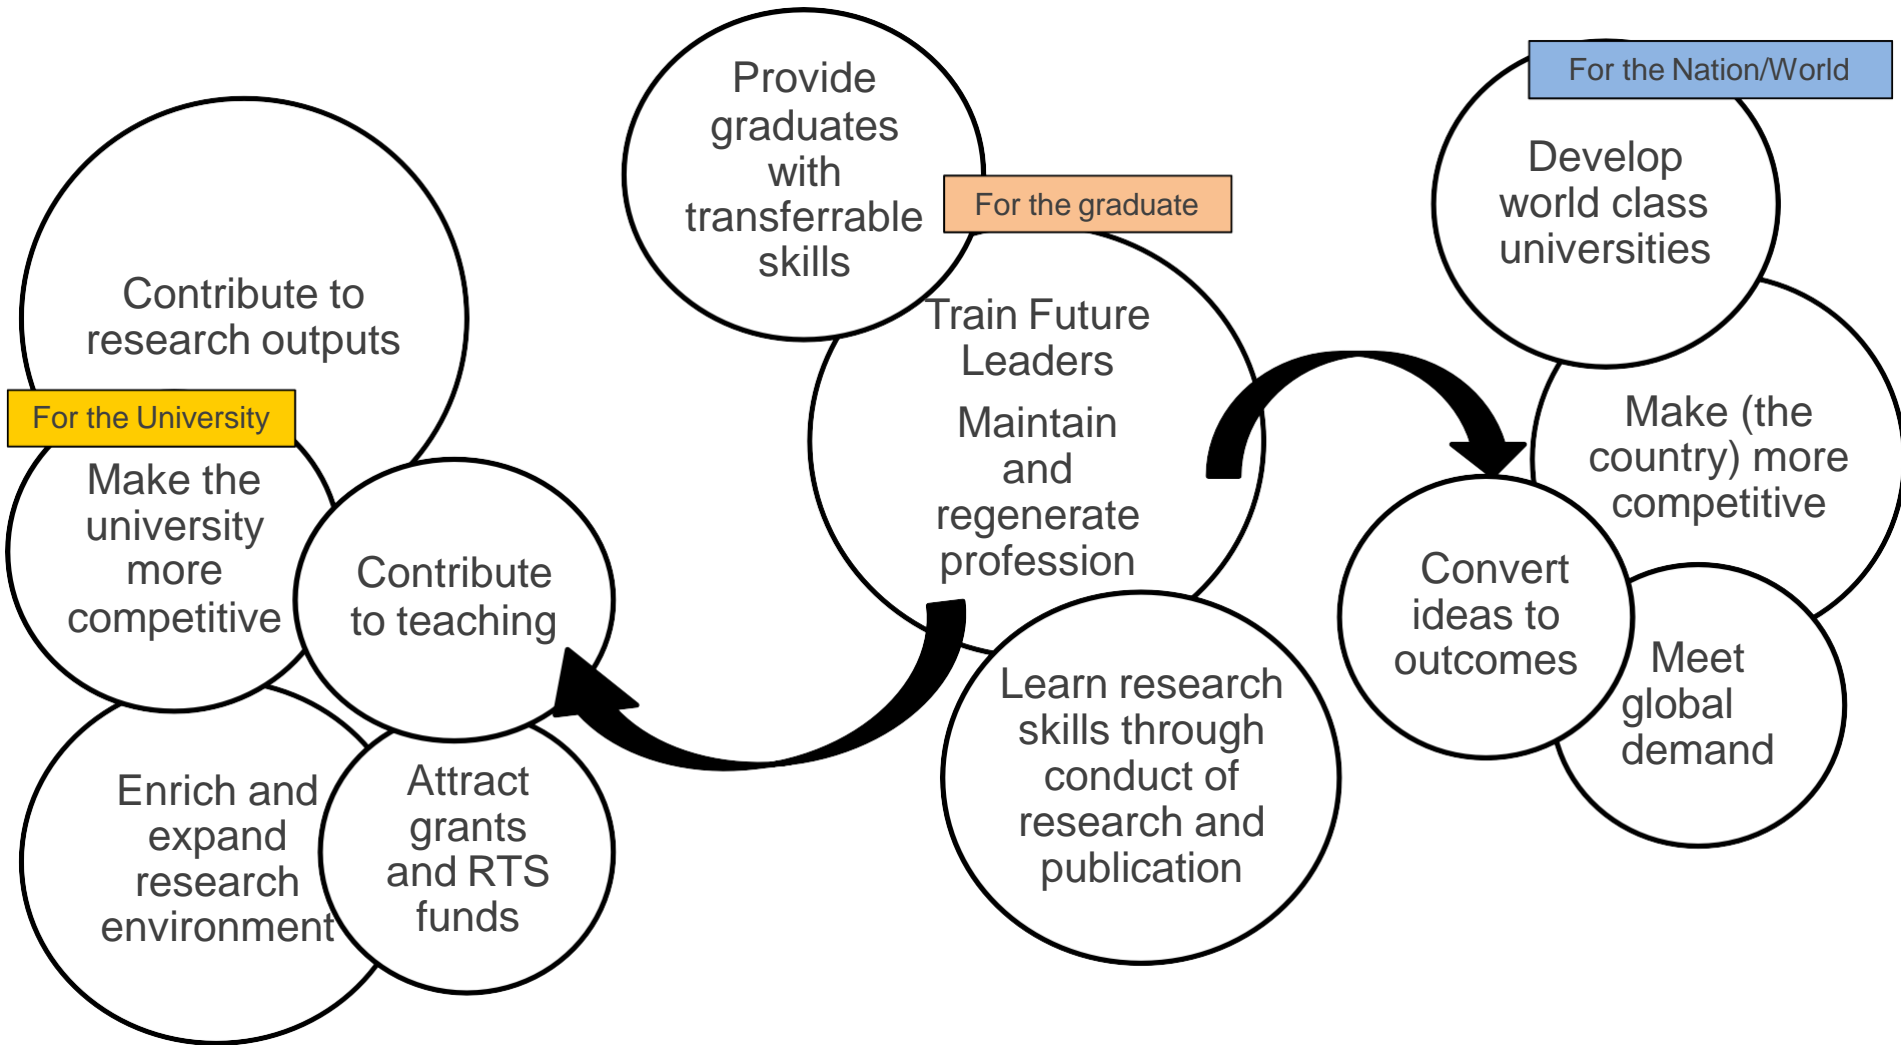 Contribute to
research outputs
For the University
Make the
university
more
competitive
Contribute
to teaching
Enrich and
expand
research
environment
Attract
grants
and RTS
funds
Provide
graduates
with
transferrable
skills
For the graduate
Train Future
Leaders
Maintain
and
regenerate
profession
Learn research
skills through
conduct of
research and
publication
For the Nation/World
Develop
world class
universities
Make (the
country) more
competitive
Convert
ideas to
outcomes
Meet
global
demand